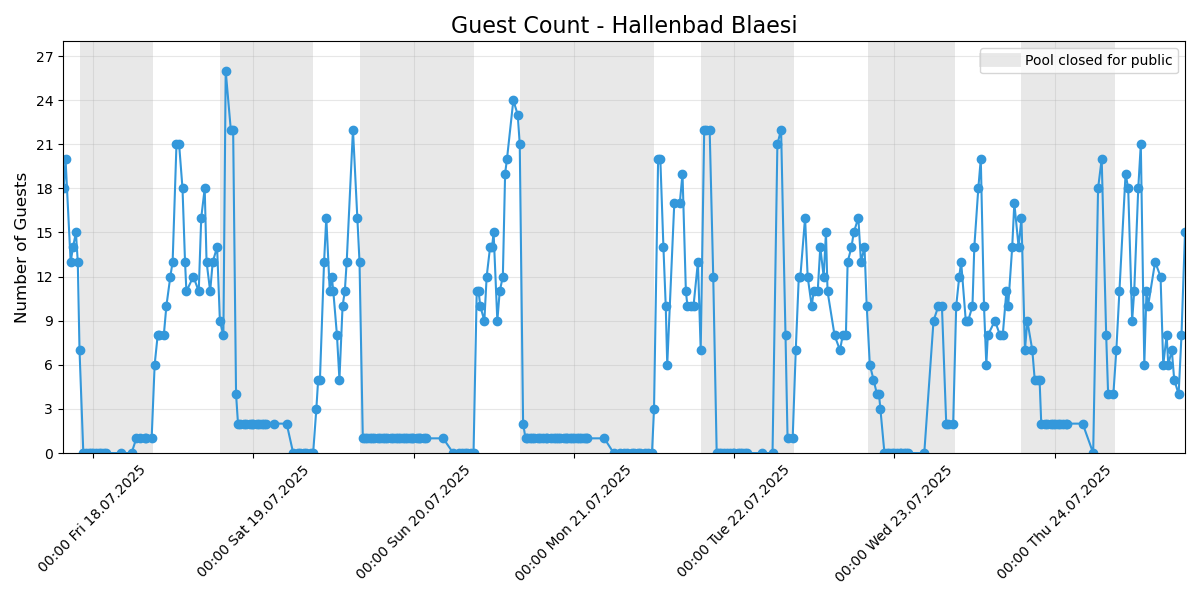 Guest Count - Hallenbad Blaesi
Pool closed for public
Number of Guests
27
24
21
18
15
12
9
6
3
0
00:00 Fri 18.07.2025
00:00 Sat 19.07.2025
00:00 Sun 20.07.2025
00:00 Mon 21.07.2025
00:00 Tue 22.07.2025
00:00 Wed 23.07.2025
00:00 Thu 24.07.2025